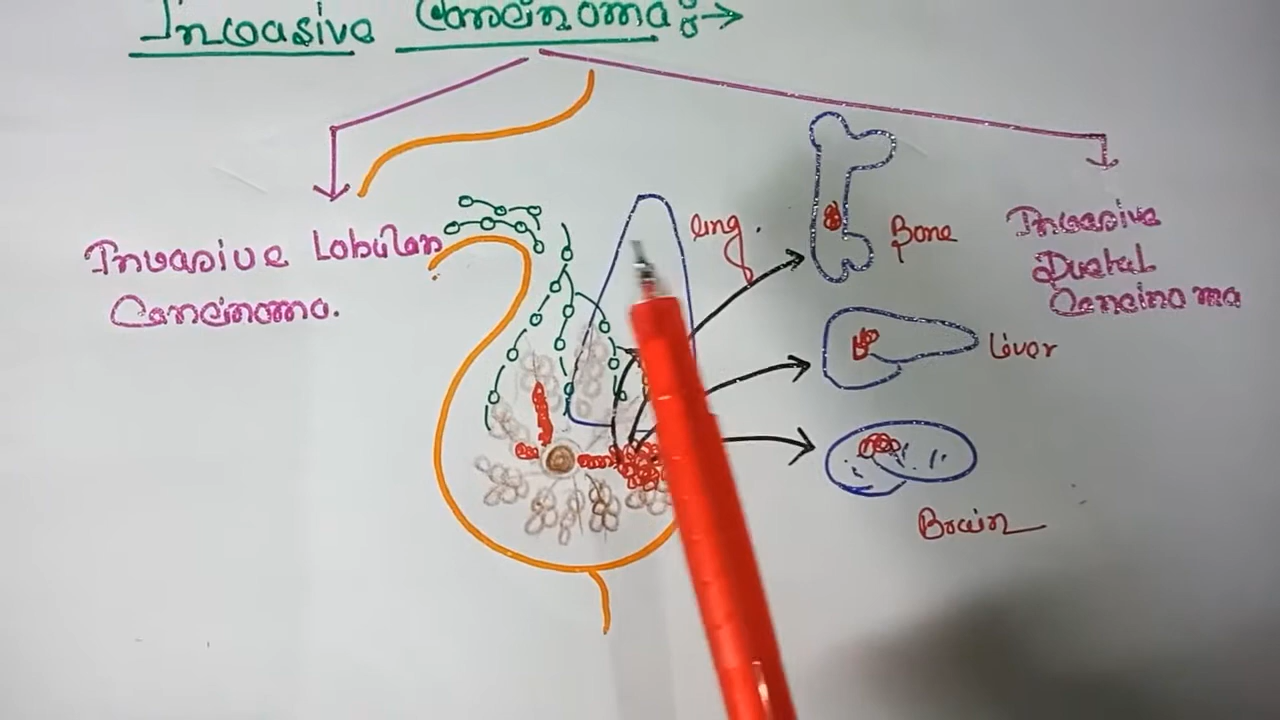 Invasive Carcinoma:→
Invasive Lobular
Carcinoma.
lung.
Bone
Invasive
Ductal
Carcinoma
Liver
Brain